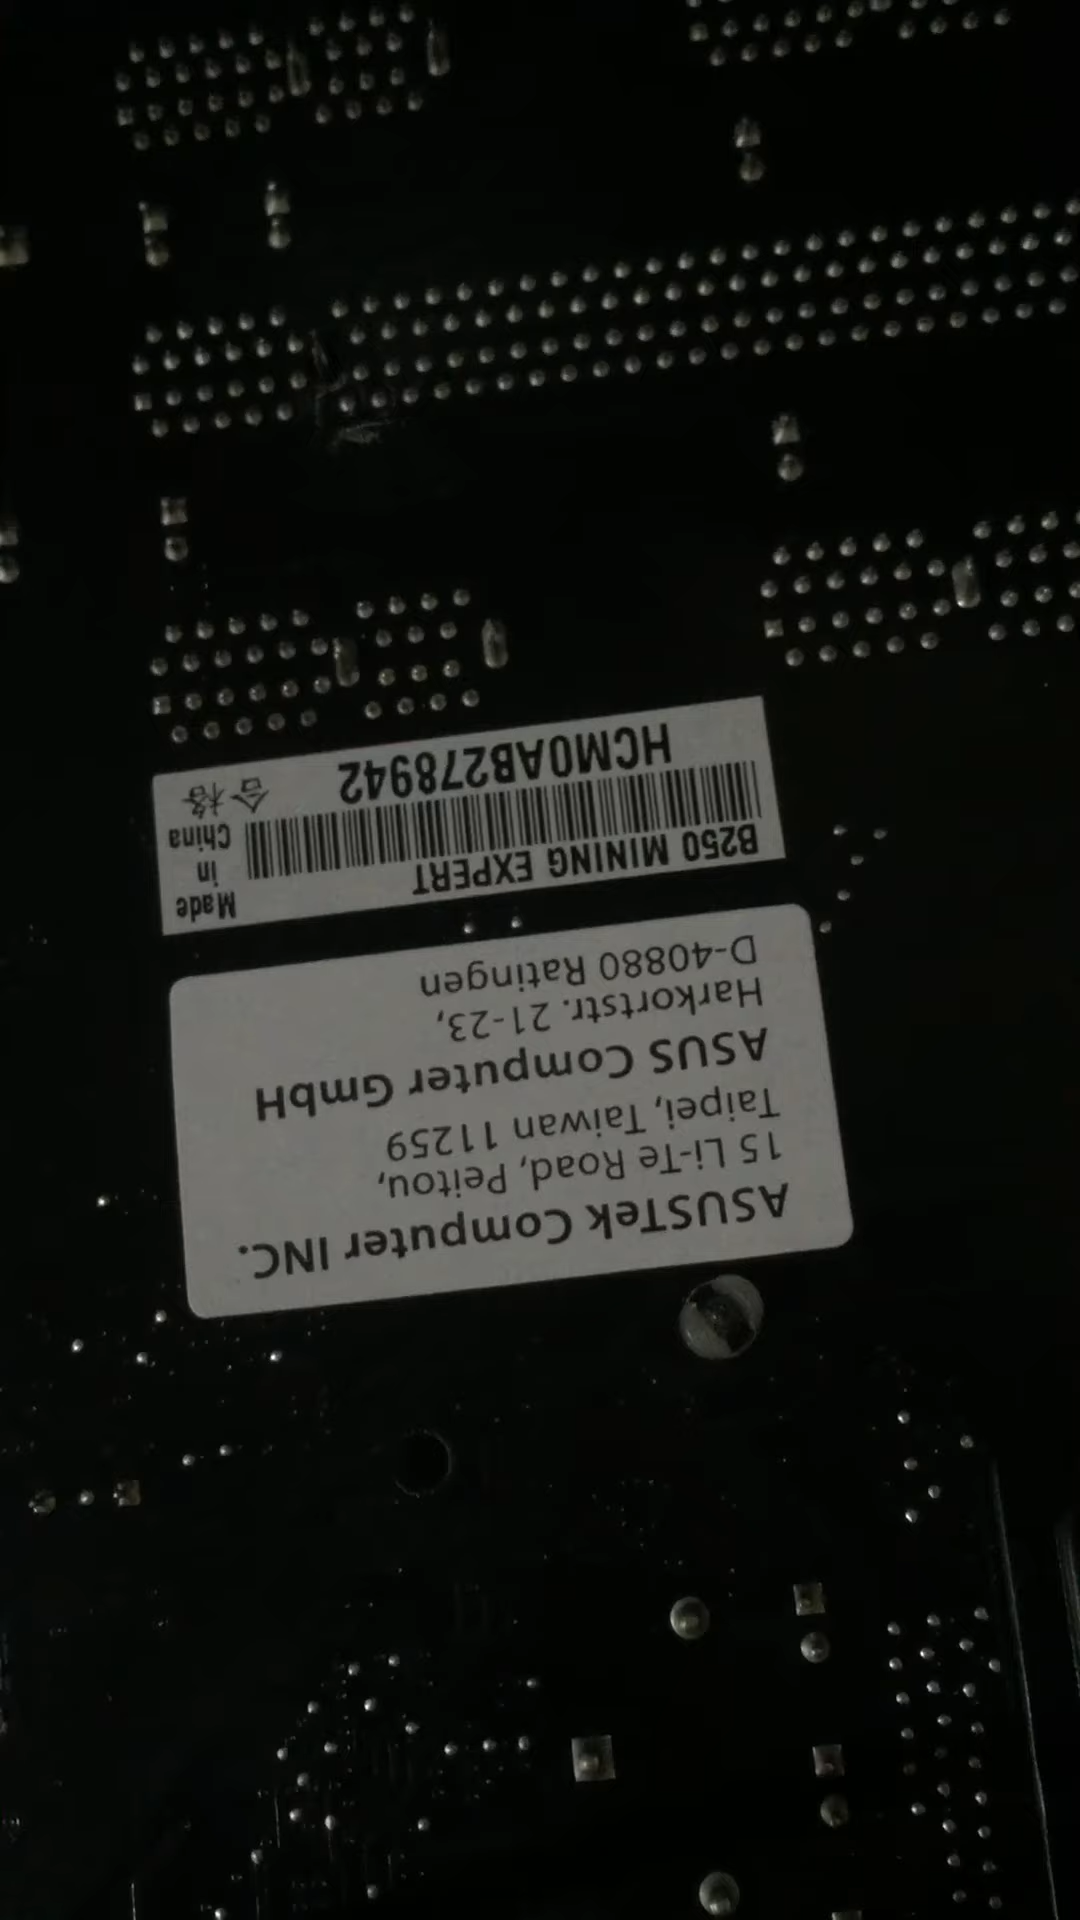 ASUSTek Computer INC.
15 Li-Te Road, Peitou,
Taipei, Taiwan 11259
ASUS Computer GmbH
Harkortstr. 21-23,
D-40880 Ratingen
B250 MINING EXPERT
HCM0AB278942
Made
in
China
合格